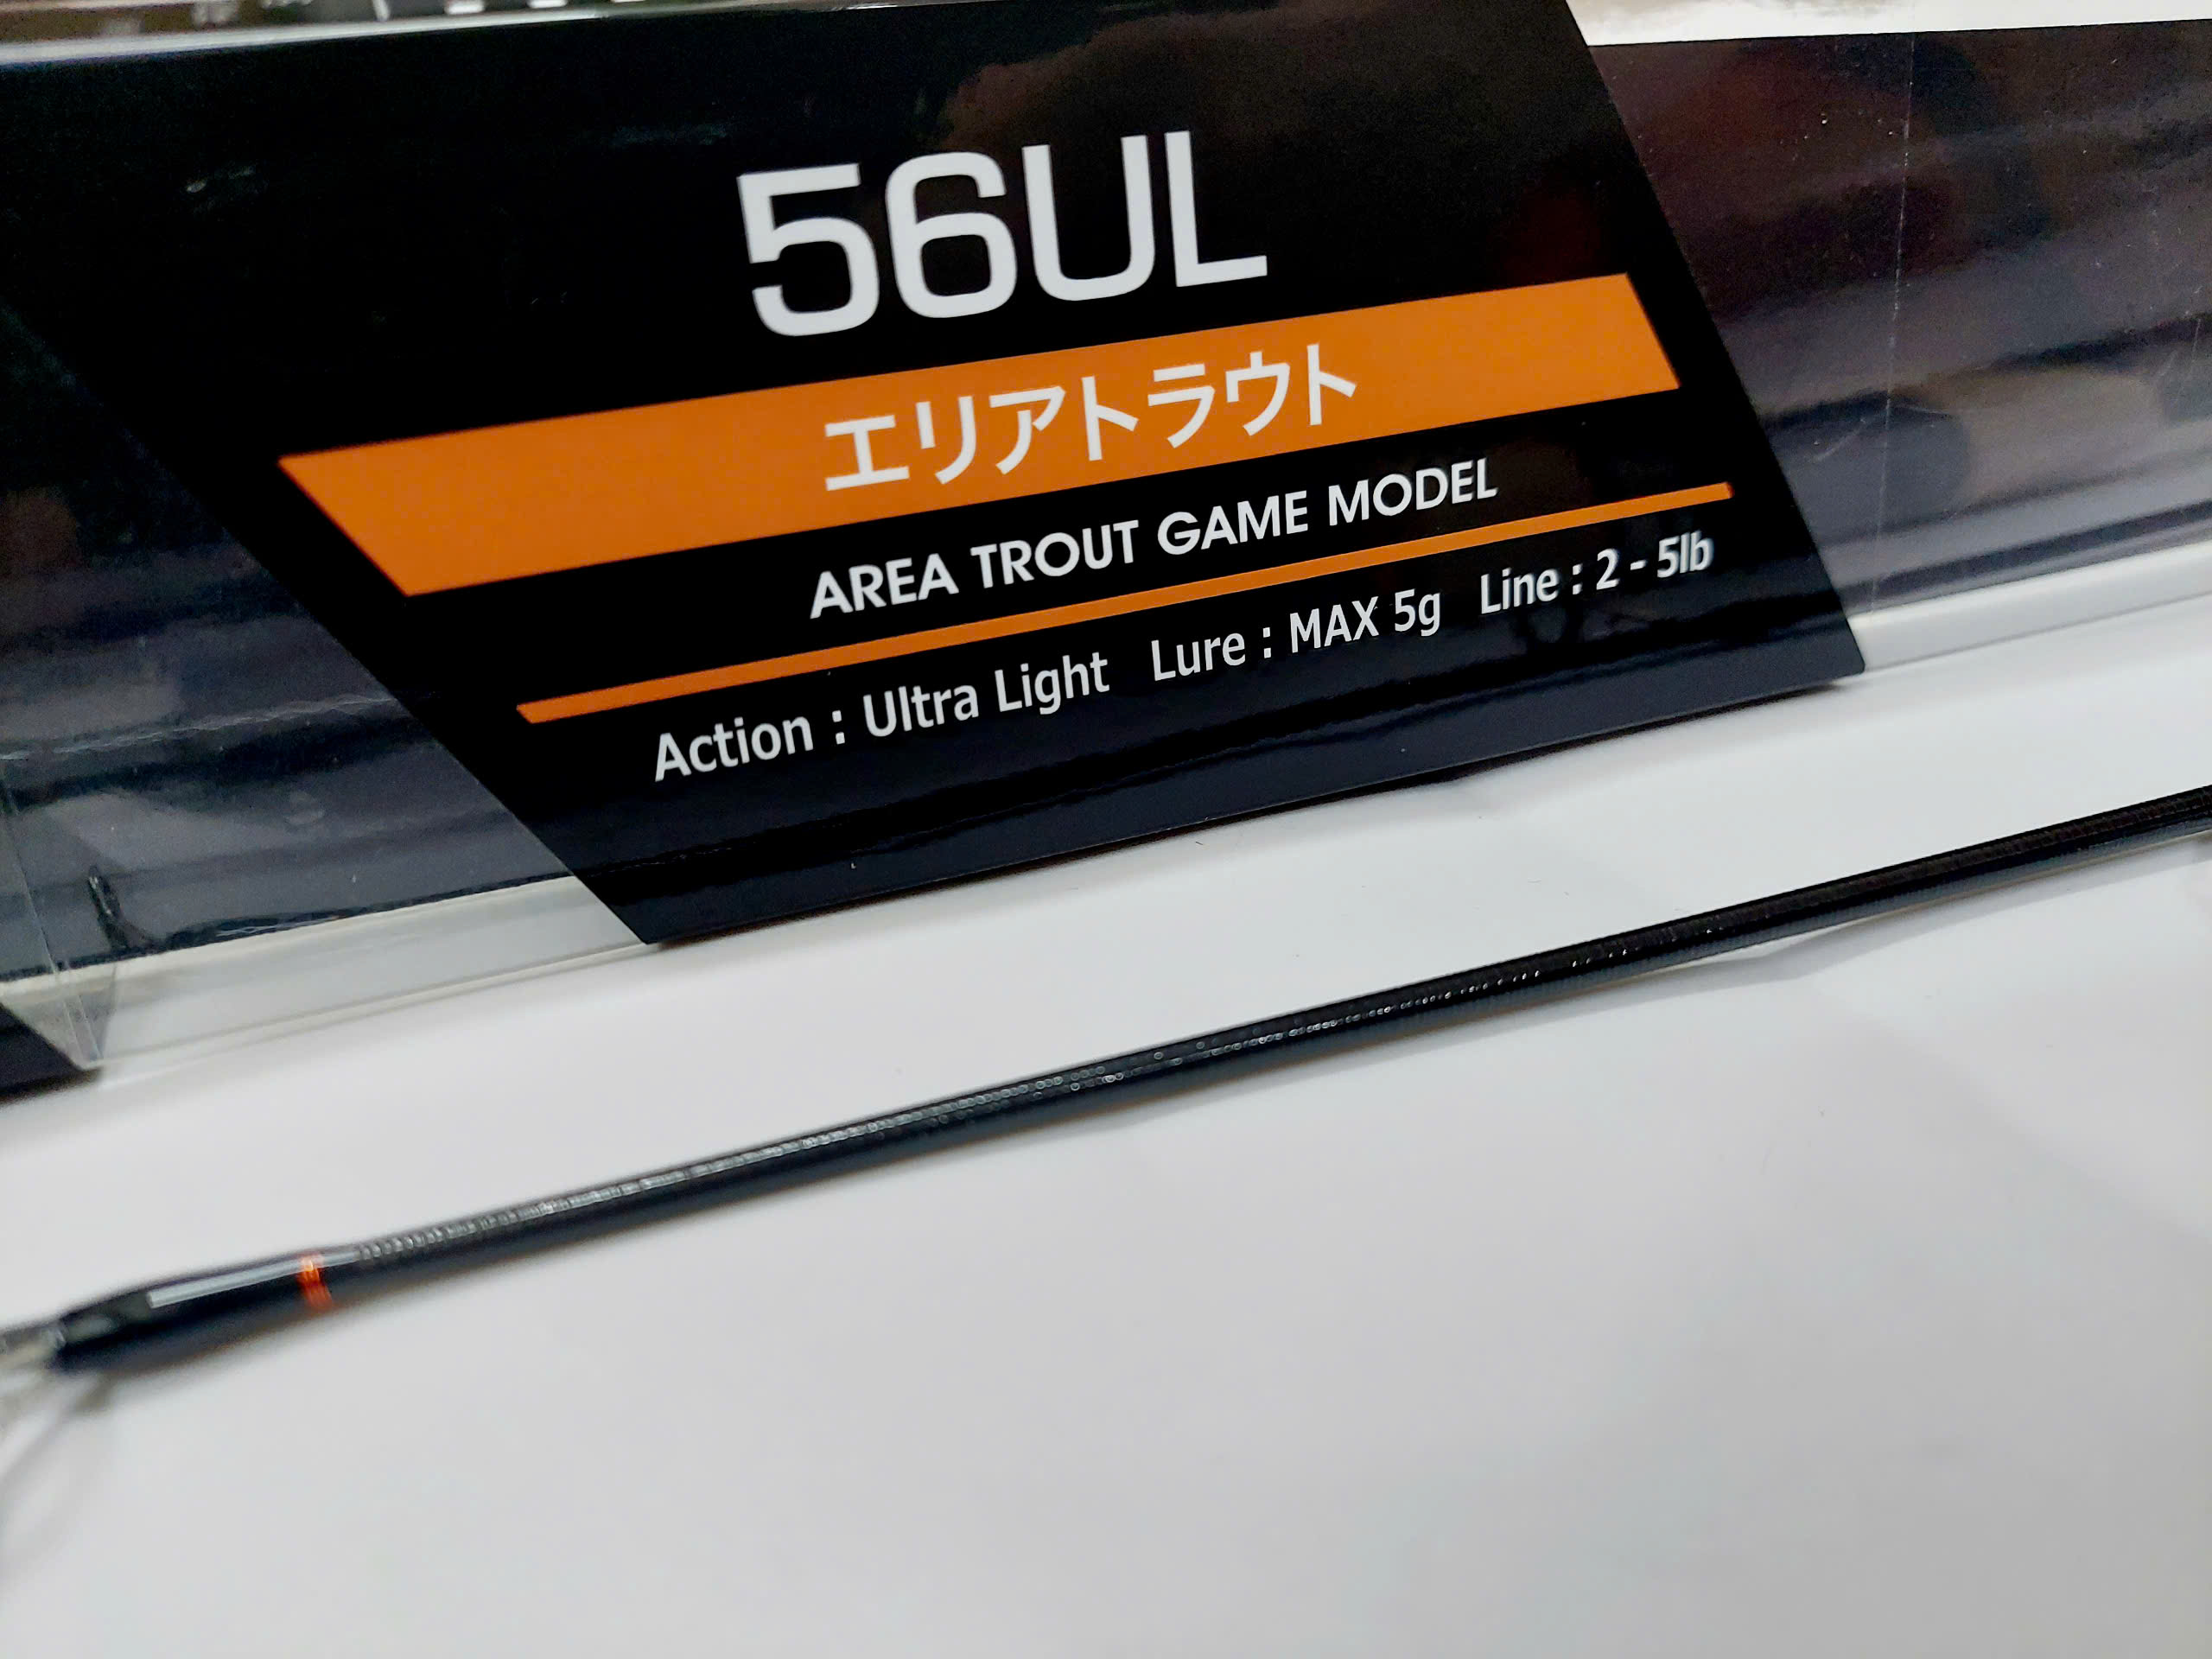 56UL
エリアトラウト
AREA TROUT GAME MODEL
Action : Ultra Light Lure : MAX 5g Line : 2 - 5lb